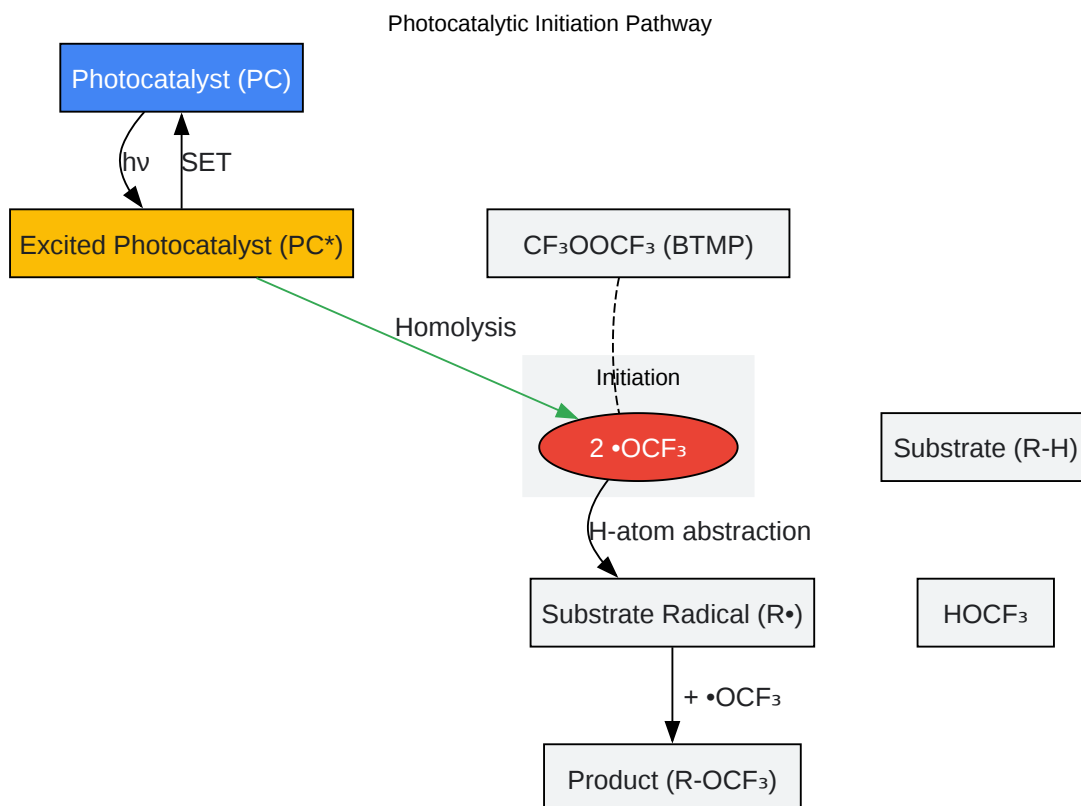 Photocatalytic Initiation Pathway
Photocatalyst (PC)
hν
SET
Excited Photocatalyst (PC*)
CF₃OOCF₃ (BTMP)
Homolysis
Initiation
2 •OCF₃
Substrate (R-H)
H-atom abstraction
Substrate Radical (R•)
HOCF₃
+ •OCF₃
Product (R-OCF₃)